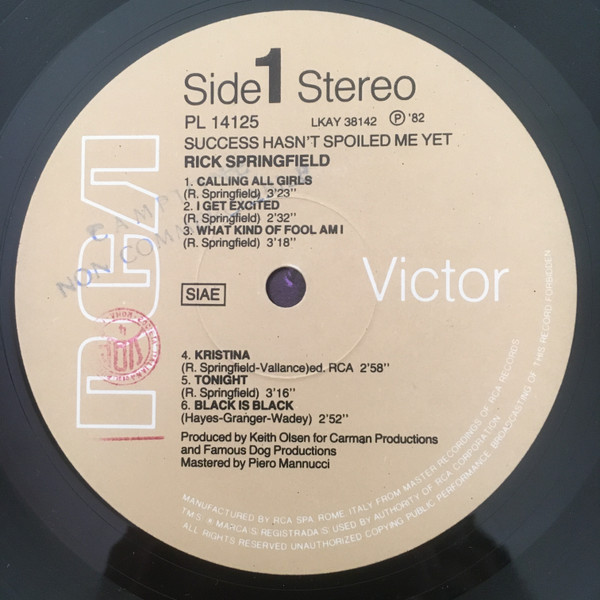 Side 1 Stereo
PL 14125 LKAY 38142 Ⓟ '82
SUCCESS HASN'T SPOILED ME YET
RICK SPRINGFIELD
1. CALLING ALL GIRLS
(R. Springfield) 3'23"
2. I GET EXCITED
(R. Springfield) 2'32"
3. WHAT KIND OF FOOL AM I
(R. Springfield) 3'18"
NON
RCA
SIAE
Victor
4. KRISTINA
(R. Springfield-Vallance)ed. RCA 2'58"
5. TONIGHT
(R. Springfield) 3'16"
6. BLACK IS BLACK
(Hayes-Granger-Wadey) 2'52"
Produced by Keith Olsen for Carman Productions
and Famous Dog Productions
Mastered by Piero Mannucci
MANUFACTURED BY RCA SPA. ROME, ITALY FROM MASTER RECORDINGS OF RCA RECORDS
T.M.S. ® MARCA/S REGISTRADA/S USED BY AUTHORITY OF RCA CORPORATION.
ALL RIGHTS RESERVED UNAUTHORIZED COPYING PUBLIC PERFORMANCE BROADCASTING OF THIS RECORD FORBIDDEN